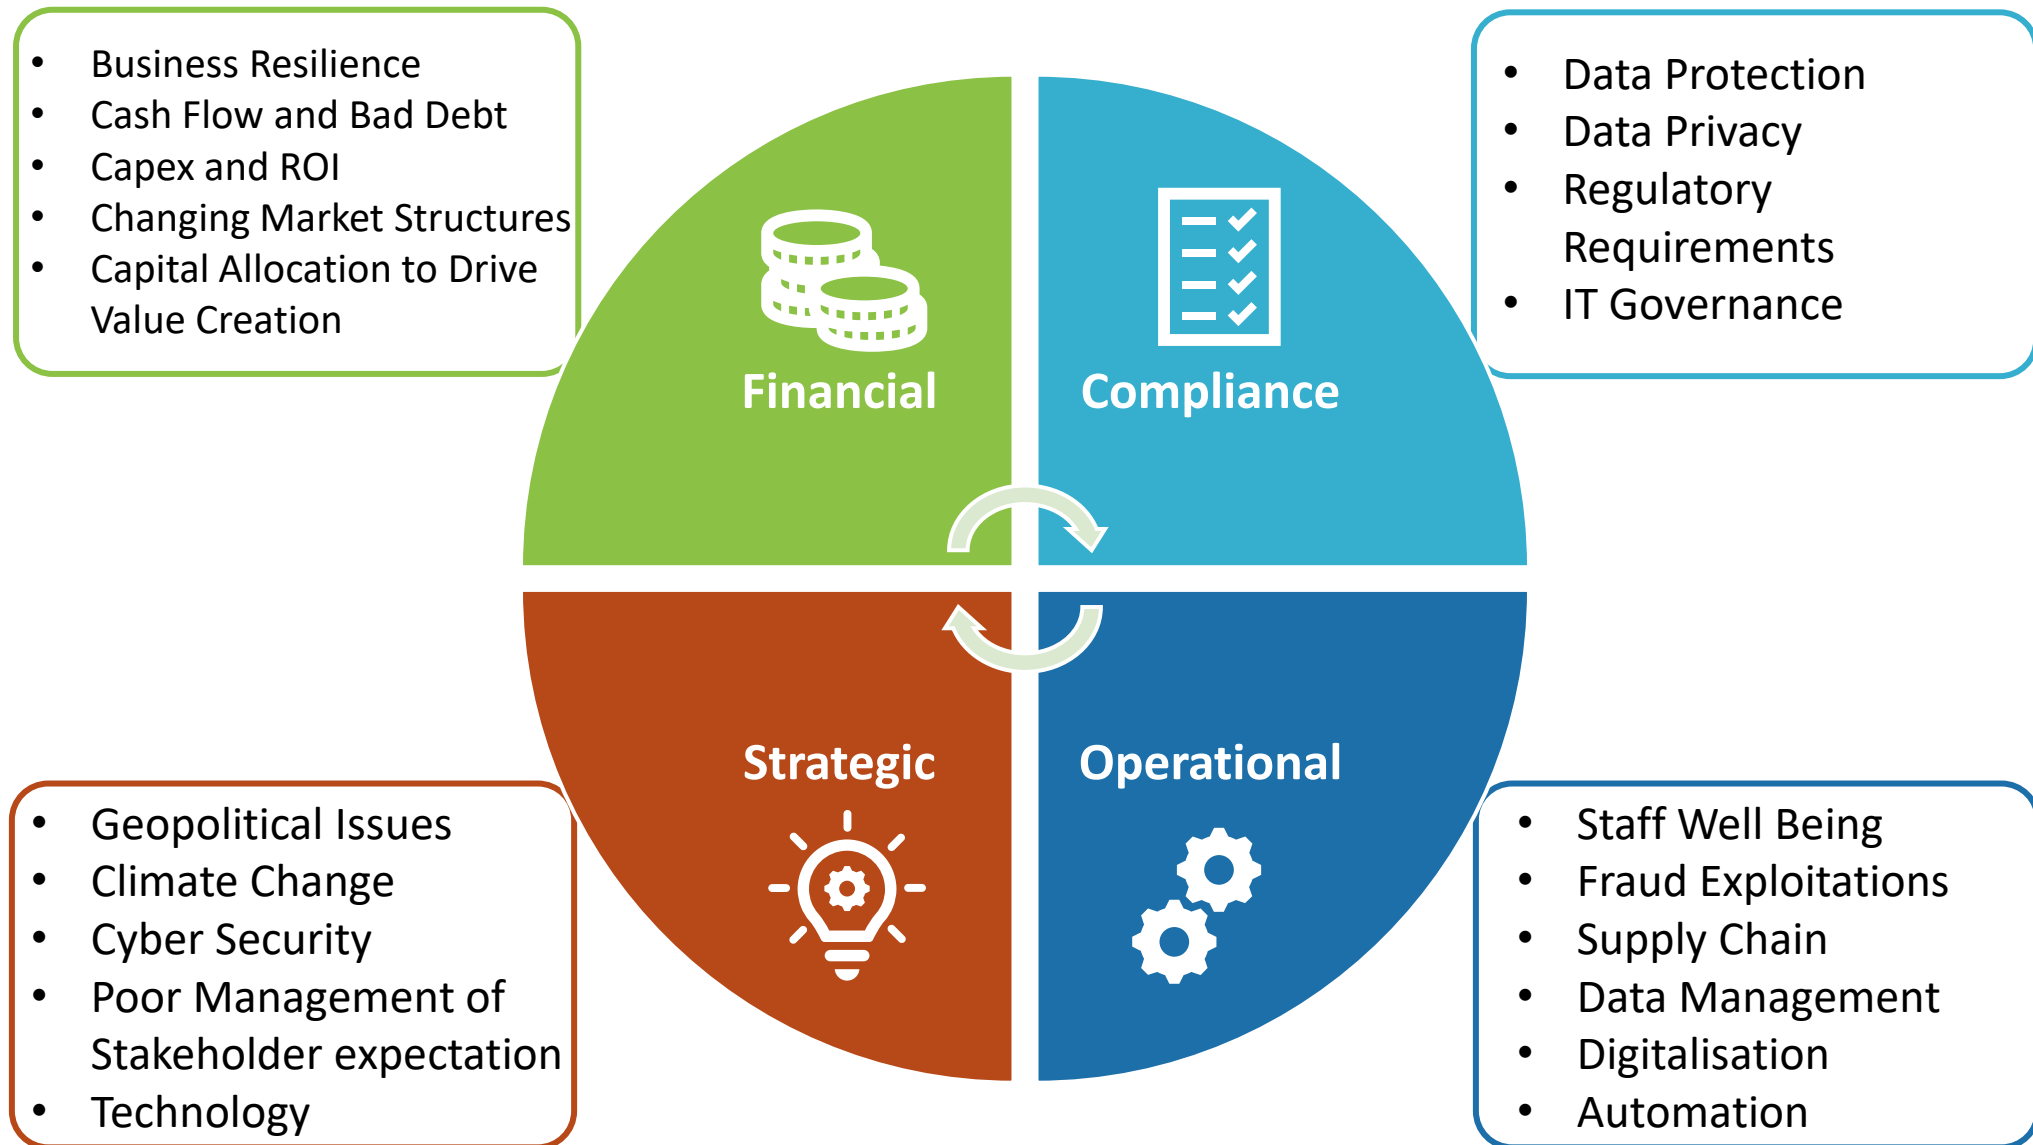 • Business Resilience
• Cash Flow and Bad Debt
• Capex and ROI
• Changing Market Structures
• Capital Allocation to Drive
Value Creation
• Data Protection
• Data Privacy
• Regulatory
Requirements
• IT Governance
Financial
Compliance
Strategic
Operational
• Geopolitical Issues
• Climate Change
• Cyber Security
• Poor Management of
Stakeholder expectation
• Technology
• Staff Well Being
• Fraud Exploitations
• Supply Chain
• Data Management
• Digitalisation
• Automation